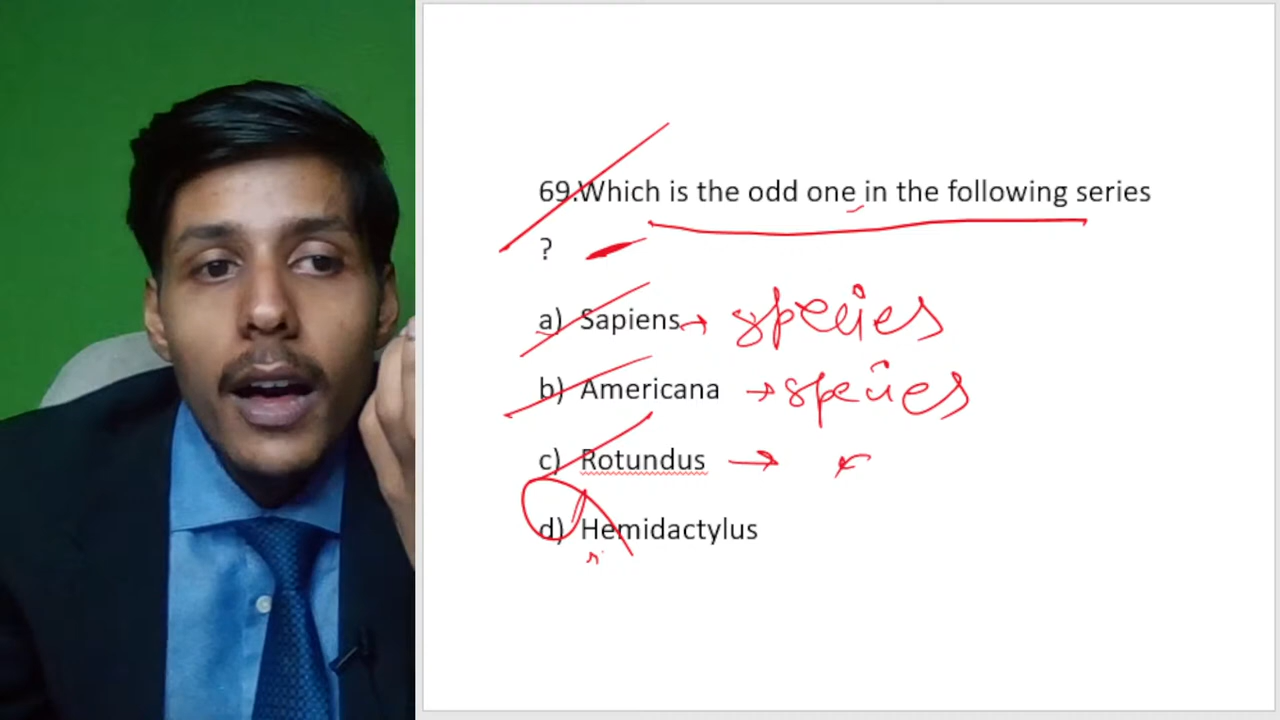 69.Which is the odd one in the following series
?
a) Sapiens → species
b) Americana → species
c) Rotundus →
d) Hemidactylus